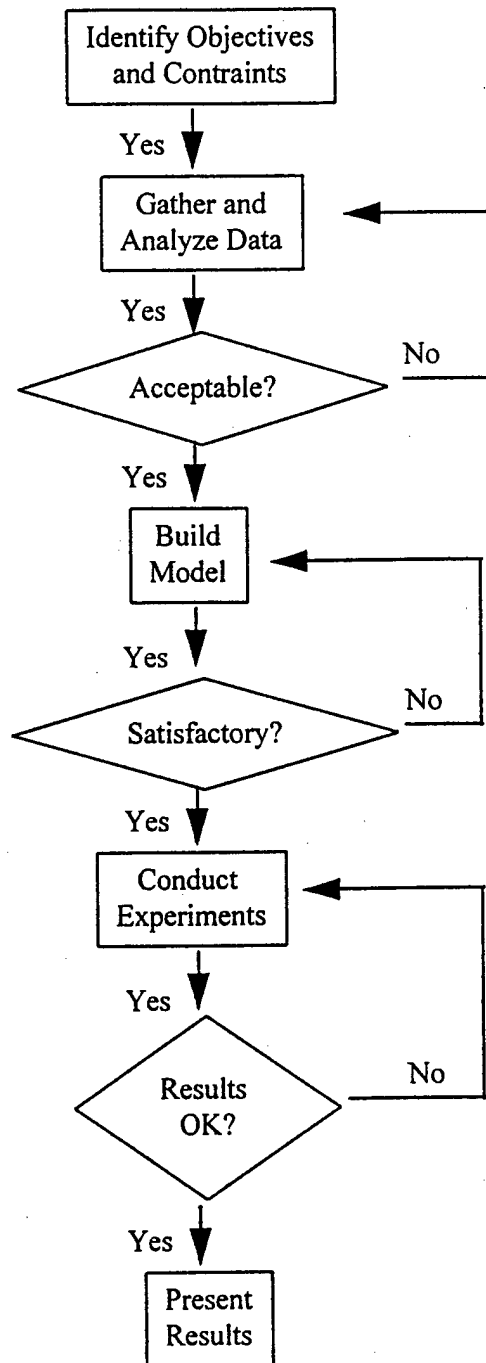 Identify Objectives
and Contraints
Yes
Gather and
Analyze Data
Yes
Acceptable?
No
Yes
Build
Model
Yes
Satisfactory?
No
Yes
Conduct
Experiments
Yes
Results
OK?
No
Yes
Present
Results